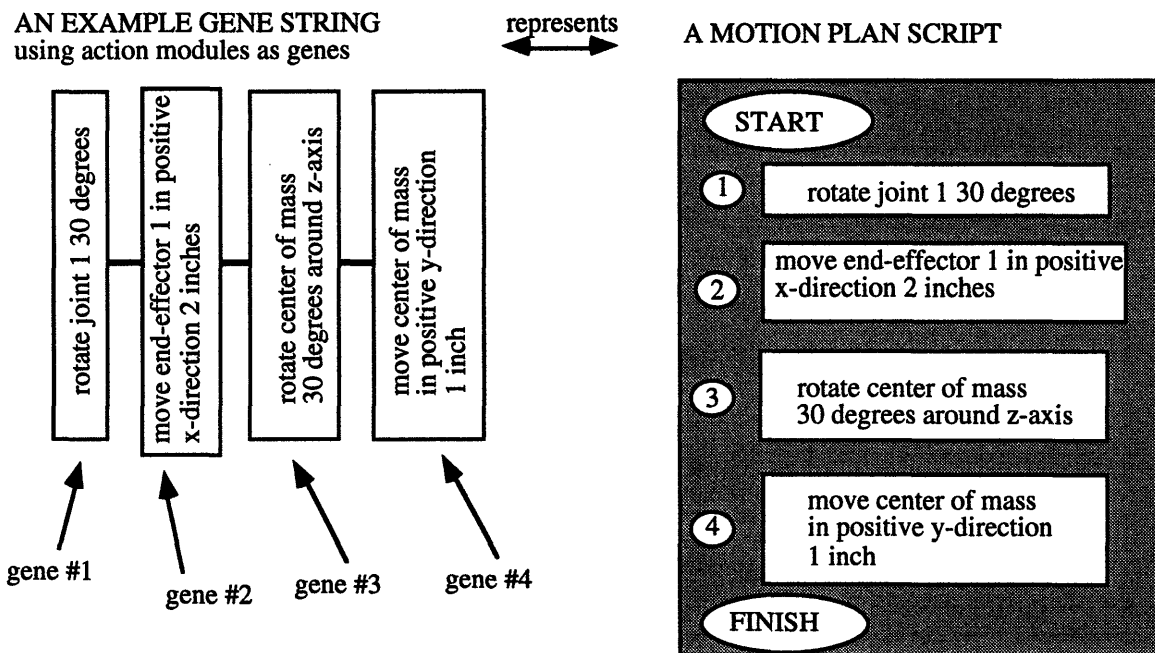 AN EXAMPLE GENE STRING
using action modules as genes
represents
A MOTION PLAN SCRIPT
rotate joint 1 30 degrees
move end-effector 1 in positive
x-direction 2 inches
rotate center of mass
30 degrees around z-axis
move center of mass
in positive y-direction
1 inch
gene #1
gene #2
gene #3
gene #4
START
1
rotate joint 1 30 degrees
2
move end-effector 1 in positive
x-direction 2 inches
3
rotate center of mass
30 degrees around z-axis
4
move center of mass
in positive y-direction
1 inch
FINISH